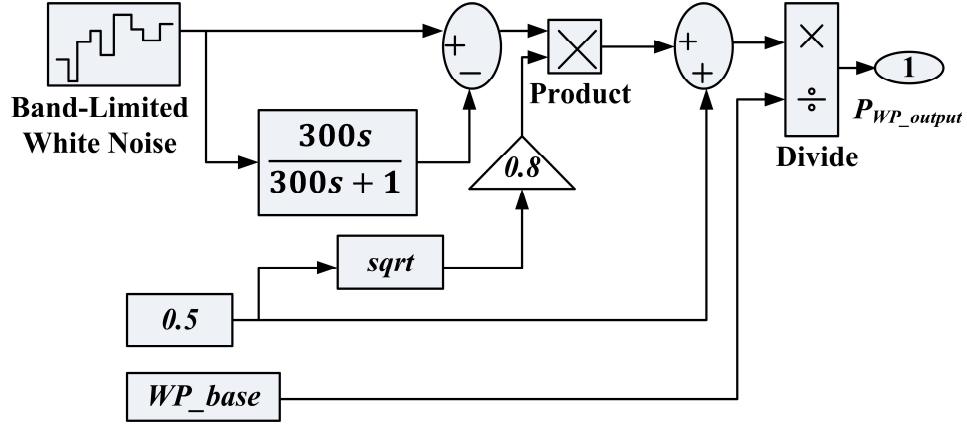 +
−
×
Product
+
+
×
÷
Divide
1
P_WP_output
Band-Limited
White Noise
300s
300s + 1
0.8
sqrt
0.5
WP_base